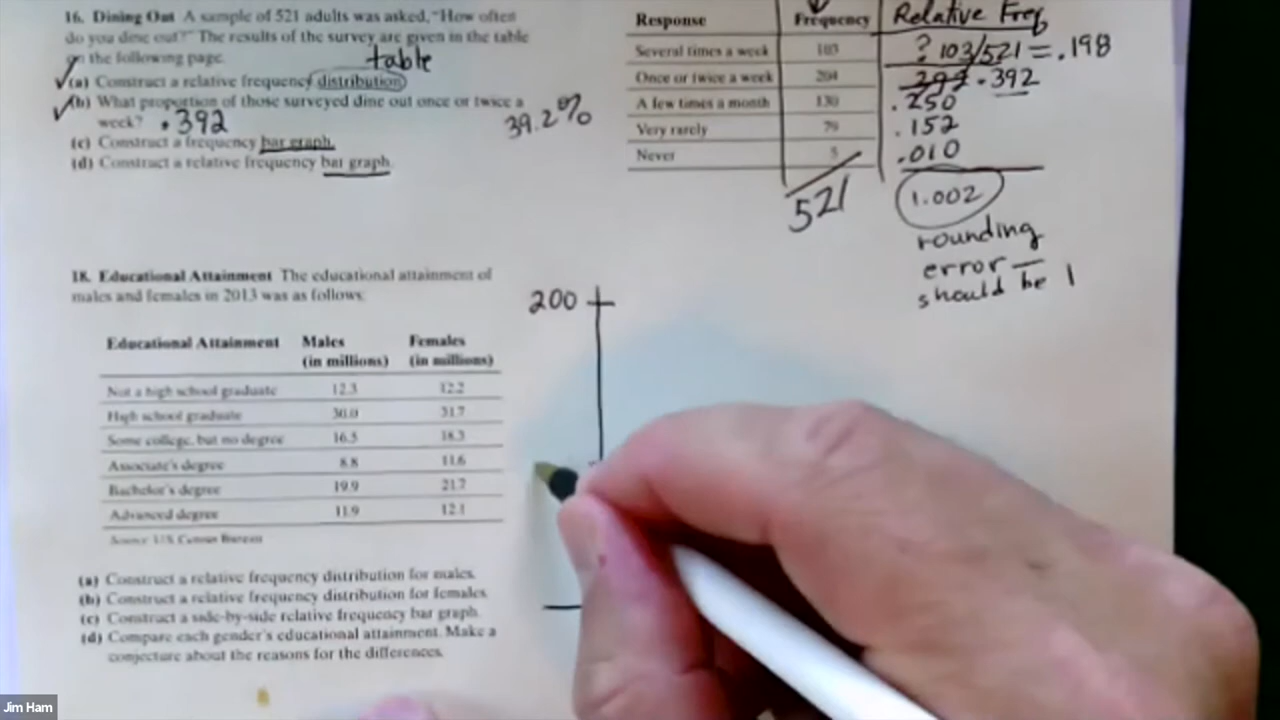 16. Dining Out A sample of 521 adults was asked, "How often
do you dine out?" The results of the survey are given in the table
on the following page.
table
(a) Construct a relative frequency distribution
(b) What proportion of those surveyed dine out once or twice a
week? .392
39.2%
(c) Construct a frequency bar graph.
(d) Construct a relative frequency bar graph.
Response Frequency Relative Freq
Several times a week 103 ? 103/521 = .198
Once or twice a week 204 .392
A few times a month 130 .250
Very rarely 79 .152
Never 5 .010
521 1.002
rounding
error —
should be 1
18. Educational Attainment The educational attainment of
males and females in 2013 was as follows:
Educational Attainment Males Females
(in millions) (in millions)
Not a high school graduate 12.3 12.2
High school graduate 30.0 31.7
Some college, but no degree 16.5 18.3
Associate's degree 8.8 11.6
Bachelor's degree 19.9 21.7
Advanced degree 11.9 12.1
Source: U.S. Census Bureau
200
(a) Construct a relative frequency distribution for males.
(b) Construct a relative frequency distribution for females.
(c) Construct a side-by-side relative frequency bar graph.
(d) Compare each gender's educational attainment. Make a
conjecture about the reasons for the differences.
Jim Ham